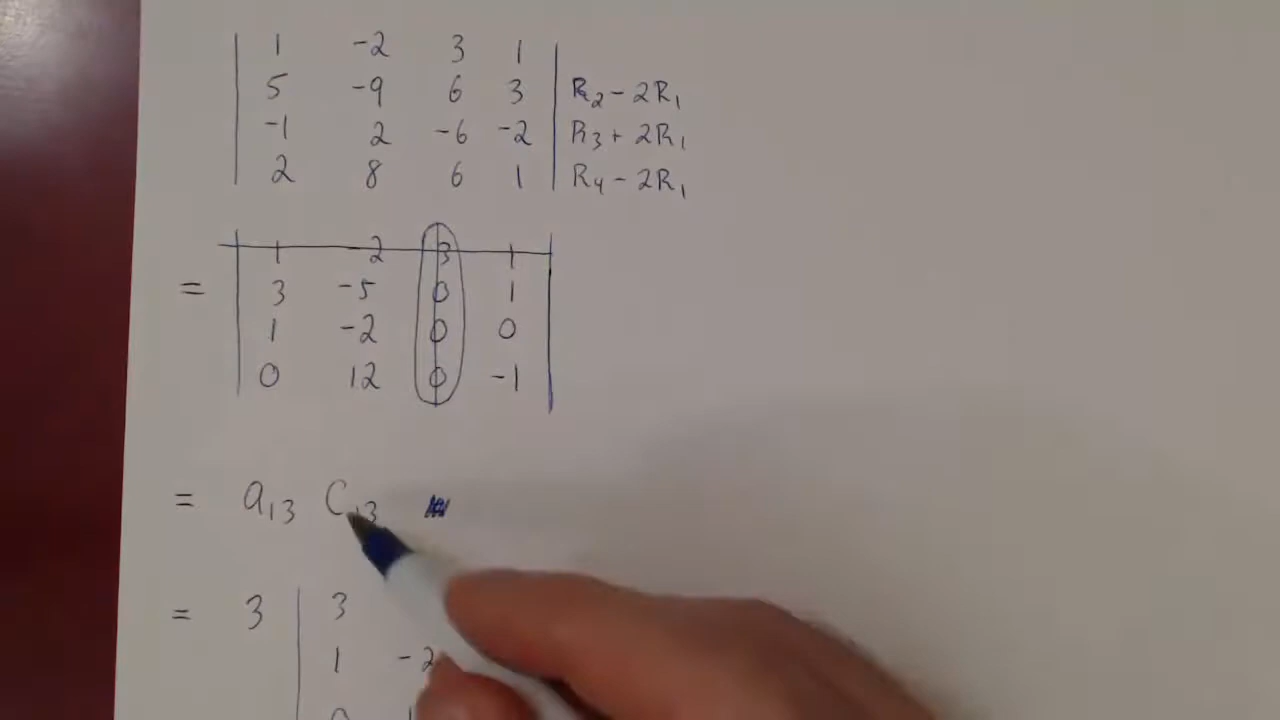 | 1 -2 3 1 |
| 5 -9 6 3 | R₂ - 2R₁
| -1 2 -6 -2 | R₃ + 2R₁
| 2 8 6 1 | R₄ - 2R₁
| 1 -2 3 1 |
= | 3 -5 0 1 |
| 1 -2 0 0 |
| 0 12 0 -1 |
= a₁₃ C₁₃
= 3 | 3
| 1 -2
| 0 1